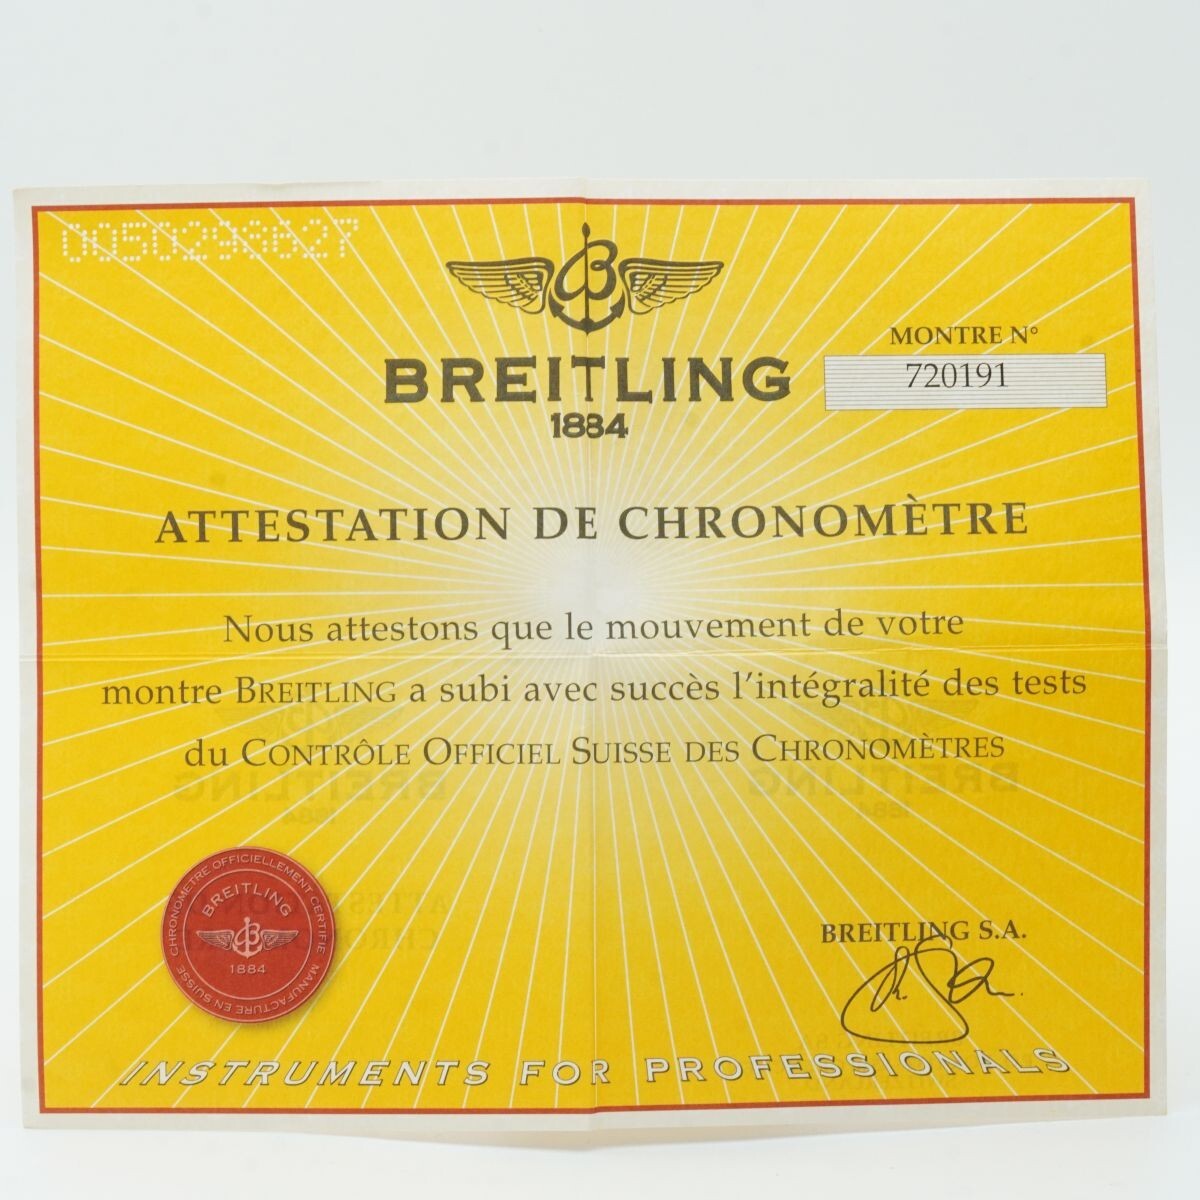 0050298627
BREITLING
1884
MONTRE N°
720191
ATTESTATION DE CHRONOMÈTRE
Nous attestons que le mouvement de votre
montre BREITLING a subi avec succès l'intégralité des tests
du CONTRÔLE OFFICIEL SUISSE DES CHRONOMÈTRES
CHRONOMETRE OFFICIELLEMENT CERTIFIE
BREITLING
1884
MANUFACTURE EN SUISSE
BREITLING S.A.
INSTRUMENTS FOR PROFESSIONALS